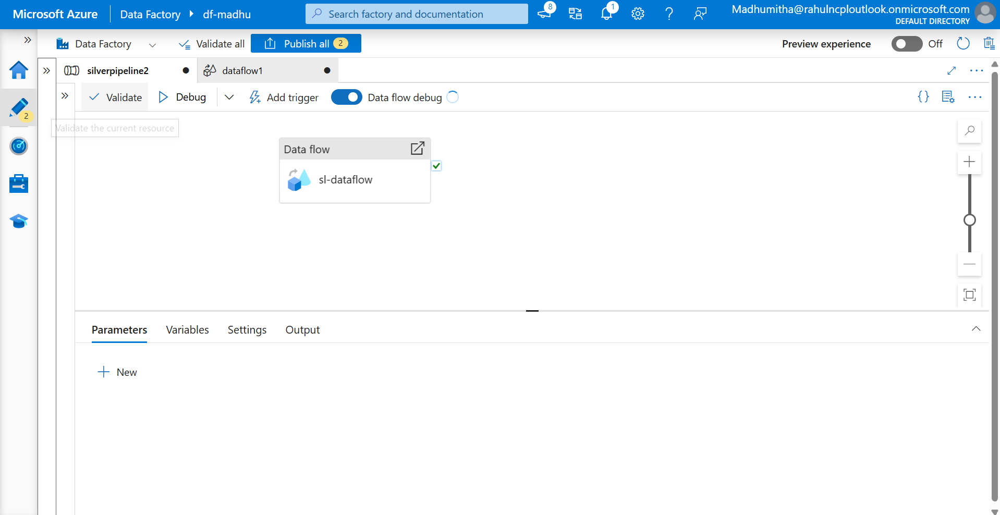 Microsoft Azure
Data Factory
df-madhu
Search factory and documentation
8
1
Madhumitha@rahulncploutlook.onmicrosoft.com
DEFAULT DIRECTORY
Data Factory
Validate all
Publish all 2
Preview experience
Off
silverpipeline2
dataflow1
Validate
Debug
Add trigger
Data flow debug
{}
2
Validate the current resource
Data flow
sl-dataflow
Parameters
Variables
Settings
Output
New